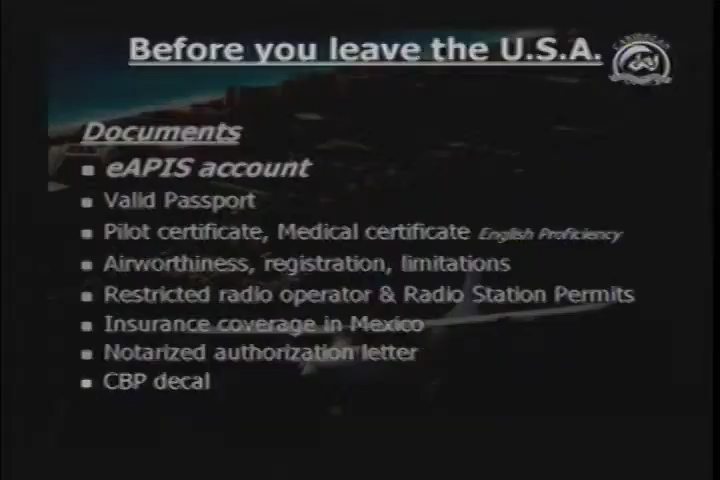 Before you leave the U.S.A.
CARIBBEAN
Documents
eAPIS account
Valid Passport
Pilot certificate, Medical certificate English Proficiency
Airworthiness, registration, limitations
Restricted radio operator & Radio Station Permits
Insurance coverage in Mexico
Notarized authorization letter
CBP decal